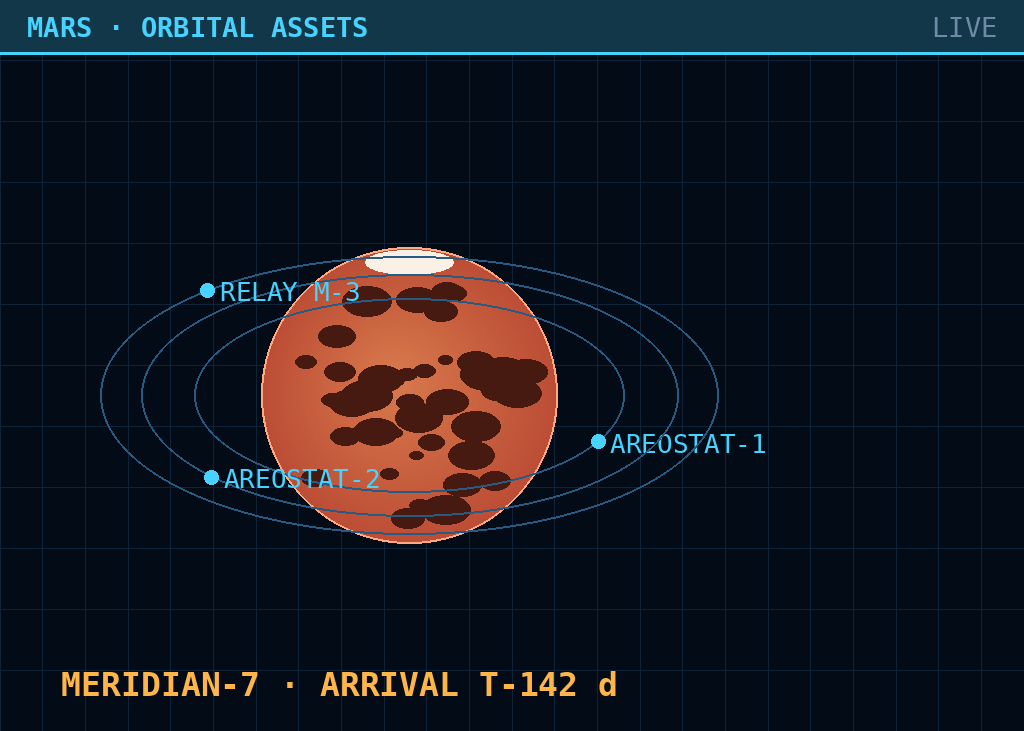 MARS · ORBITAL ASSETS
LIVE
RELAY M-3
AREOSTAT-1
AREOSTAT-2
MERIDIAN-7 · ARRIVAL T-142 d